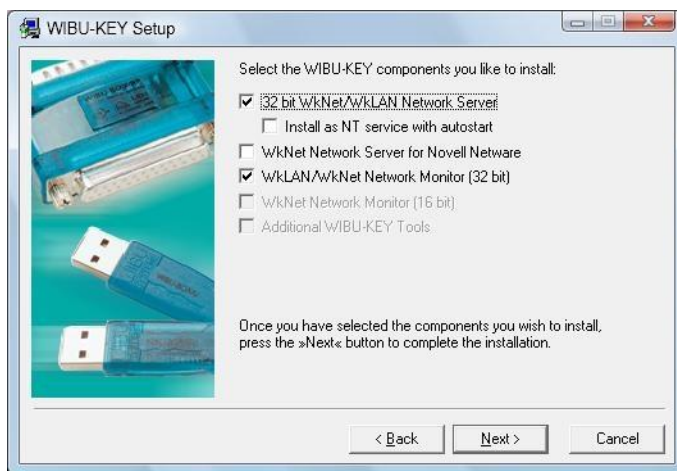 WIBU-KEY Setup
Select the WIBU-KEY components you like to install:
32 bit WkNet/WkLAN Network Server
Install as NT service with autostart
WkNet Network Server for Novell Netware
WkLAN/WkNet Network Monitor (32 bit)
WkNet Network Monitor (16 bit)
Additional WIBU-KEY Tools
Once you have selected the components you wish to install,
press the »Next« button to complete the installation.
< Back
Next >
Cancel